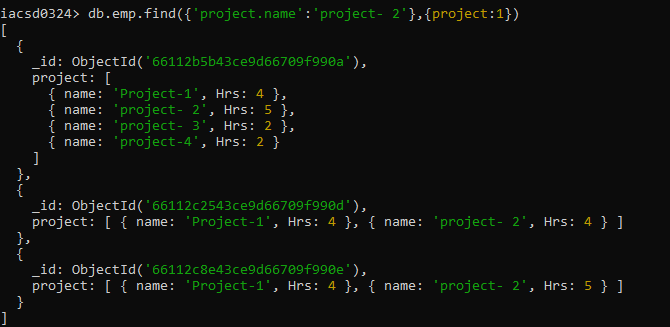 iacsd0324> db.emp.find({'project.name':'project- 2'},{project:1})
[
  {
    _id: ObjectId('66112b5b43ce9d66709f990a'),
    project: [
      { name: 'Project-1', Hrs: 4 },
      { name: 'project- 2', Hrs: 5 },
      { name: 'project- 3', Hrs: 2 },
      { name: 'project-4', Hrs: 2 }
    ]
  },
  {
    _id: ObjectId('66112c2543ce9d66709f990d'),
    project: [ { name: 'Project-1', Hrs: 4 }, { name: 'project- 2', Hrs: 4 } ]
  },
  {
    _id: ObjectId('66112c8e43ce9d66709f990e'),
    project: [ { name: 'Project-1', Hrs: 4 }, { name: 'project- 2', Hrs: 5 } ]
  }
]